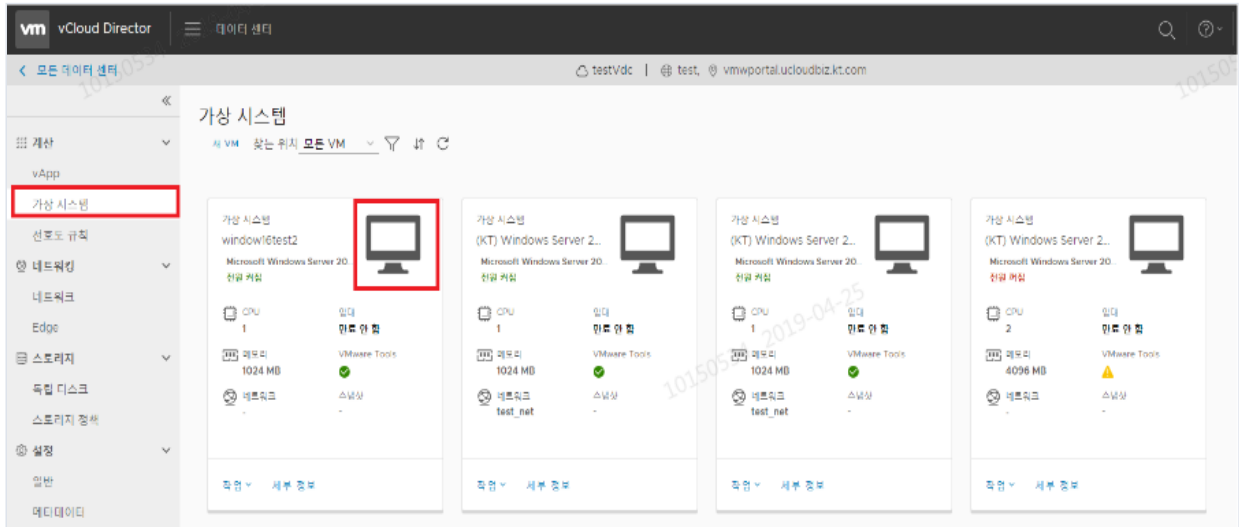 vm vCloud Director 데이터 센터
모든 데이터 센터 testVdc | test, vmwportal.ucloudbiz.kt.com
가상 시스템
새 VM 찾는 위치 모든 VM
계산
vApp
가상 시스템
선호도 규칙
네트워킹
네트워크
Edge
스토리지
독립 디스크
스토리지 정책
설정
일반
메타데이터
가상 시스템
window16test2
Microsoft Windows Server 20...
전원 켜짐
CPU 임대
1 만료 안 함
메모리 VMware Tools
1024 MB
네트워크 스냅샷
- -
작업 세부 정보
가상 시스템
(KT) Windows Server 2...
Microsoft Windows Server 20...
전원 켜짐
CPU 임대
1 만료 안 함
메모리 VMware Tools
1024 MB
네트워크 스냅샷
test_net -
작업 세부 정보
가상 시스템
(KT) Windows Server 2...
Microsoft Windows Server 20...
전원 켜짐
CPU 임대
1 만료 안 함
메모리 VMware Tools
1024 MB
네트워크 스냅샷
test_net -
작업 세부 정보
가상 시스템
(KT) Windows Server 2...
Microsoft Windows Server 20...
전원 꺼짐
CPU 임대
2 만료 안 함
메모리 VMware Tools
4096 MB
네트워크 스냅샷
- -
작업 세부 정보
2019-04-25